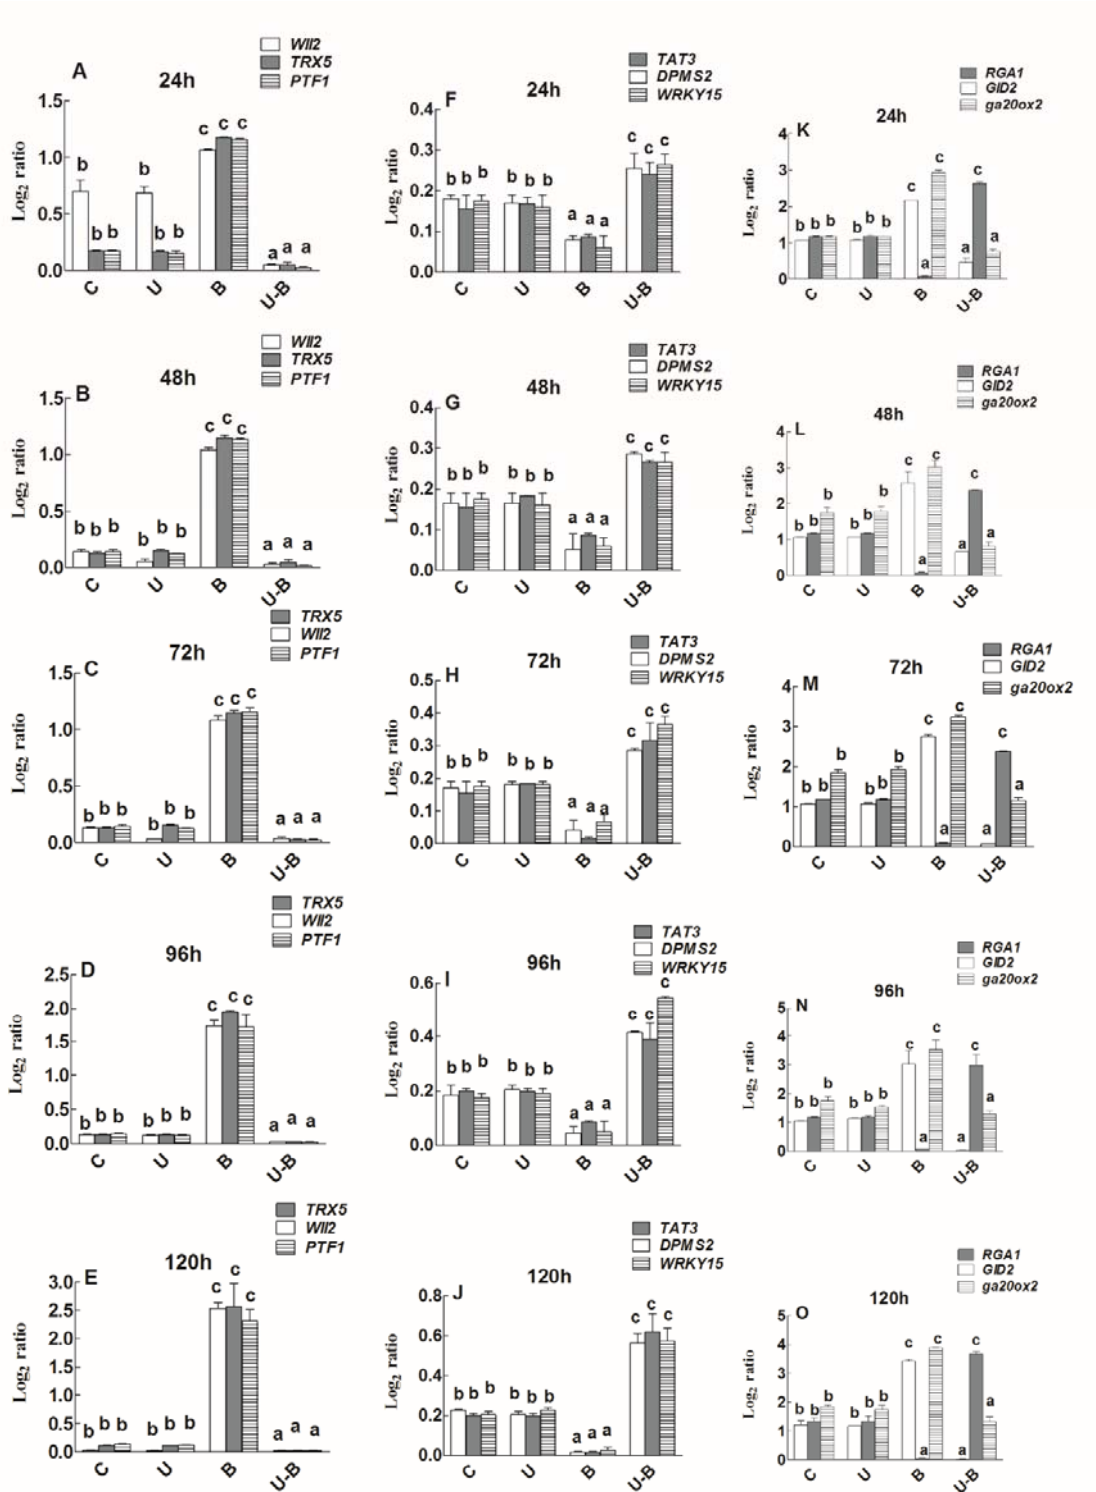 A
24h
WII2
TRX5
PTF1
Log2 ratio
1.5
1.0
0.5
0.0
b
b b
b
b b
c c c
a a a
C U B U-B
F
24h
TAT3
DPMS2
WRKY15
Log2 ratio
0.4
0.3
0.2
0.1
0.0
b b b
b b b
a a a
c c c
C U B U-B
K
24h
RGA1
GID2
ga20ox2
Log2 ratio
4
3
2
1
0
b b b
b b b
c a c
a c a
C U B U-B
B
48h
WII2
TRX5
PTF1
Log2 ratio
1.5
1.0
0.5
0.0
b b b
b b b
c c c
a a a
C U B U-B
G
48h
TAT3
DPMS2
WRKY15
Log2 ratio
0.4
0.3
0.2
0.1
0.0
b b b
b b b
a a a
c c c
C U B U-B
L
48h
RGA1
GID2
ga20ox2
Log2 ratio
4
3
2
1
0
b b b
b b b
c a c
a c a
C U B U-B
C
72h
TRX5
WII2
PTF1
Log2 ratio
1.5
1.0
0.5
0.0
b b b
b b b
c c c
a a a
C U B U-B
H
72h
TAT3
DPMS2
WRKY15
Log2 ratio
0.5
0.4
0.3
0.2
0.1
0.0
b b b
b b b
a a a
c c c
C U B U-B
M
72h
RGA1
GID2
ga20ox2
Log2 ratio
4
3
2
1
0
b b b
b b b
c a c
a c a
C U B U-B
D
96h
TRX5
WII2
PTF1
Log2 ratio
2.5
2.0
1.5
1.0
0.5
0.0
b b b
b b b
c c c
a a a
C U B U-B
I
96h
TAT3
DPMS2
WRKY15
Log2 ratio
0.6
0.4
0.2
0.0
b b b
b b b
a a a
c c c
C U B U-B
N
96h
RGA1
GID2
ga20ox2
Log2 ratio
5
4
3
2
1
0
b b b
b b b
c a c
a c a
C U B U-B
E
120h
TRX5
WII2
PTF1
Log2 ratio
3.0
2.5
2.0
1.5
1.0
0.5
0.0
b b b
b b b
c c c
a a a
C U B U-B
J
120h
TAT3
DPMS2
WRKY15
Log2 ratio
0.8
0.6
0.4
0.2
0.0
b b b
b b b
a a a
c c c
C U B U-B
O
120h
RGA1
GID2
ga20ox2
Log2 ratio
5
4
3
2
1
0
b b b
b b b
c a c
a c a
C U B U-B